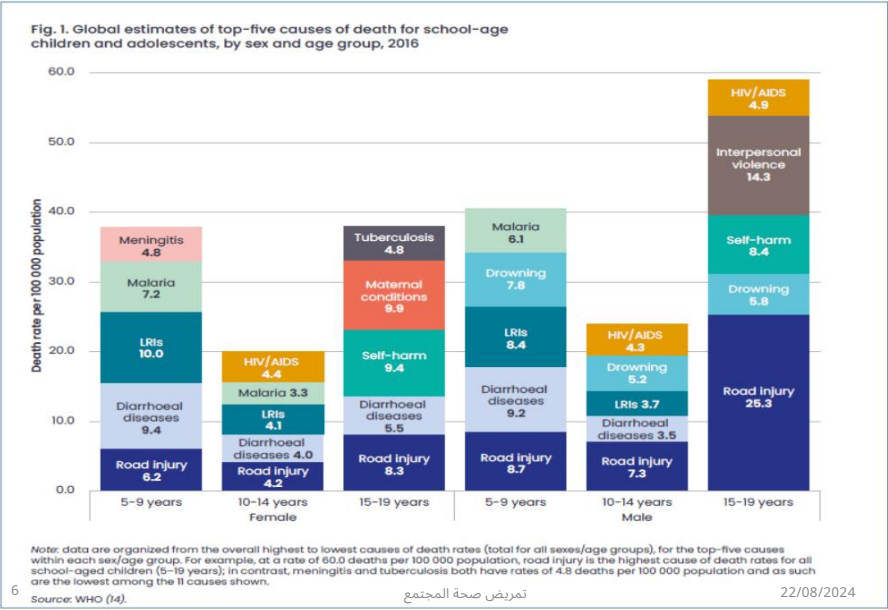 Fig. 1. Global estimates of top-five causes of death for school-age
children and adolescents, by sex and age group, 2016
Death rate per 100 000 population
60.0
50.0
40.0
30.0
20.0
10.0
0.0
Meningitis
4.8
Malaria
7.2
LRIs
10.0
Diarrhoeal
diseases
9.4
Road injury
6.2
HIV/AIDS
4.4
Malaria 3.3
LRIs
4.1
Diarrhoeal
diseases 4.0
Road injury
4.2
Tuberculosis
4.8
Maternal
conditions
9.9
Self-harm
9.4
Diarrhoeal
diseases
5.5
Road injury
8.3
Malaria
6.1
Drowning
7.8
LRIs
8.4
Diarrhoeal
diseases
9.2
Road injury
8.7
HIV/AIDS
4.3
Drowning
5.2
LRIs 3.7
Diarrhoeal
diseases 3.5
Road injury
7.3
HIV/AIDS
4.9
Interpersonal
violence
14.3
Self-harm
8.4
Drowning
5.8
Road injury
25.3
5-9 years 10-14 years 15-19 years 5-9 years 10-14 years 15-19 years
Female Male
Note: data are organized from the overall highest to lowest causes of death rates (total for all sexes/age groups), for the top-five causes
within each sex/age group. For example, at a rate of 60.0 deaths per 100 000 population, road injury is the highest cause of death rates for all
school-aged children (5–19 years); in contrast, meningitis and tuberculosis both have rates of 4.8 deaths per 100 000 population and as such
are the lowest among the 11 causes shown.
Source: WHO (14).
6 تمريض صحة المجتمع 22/08/2024